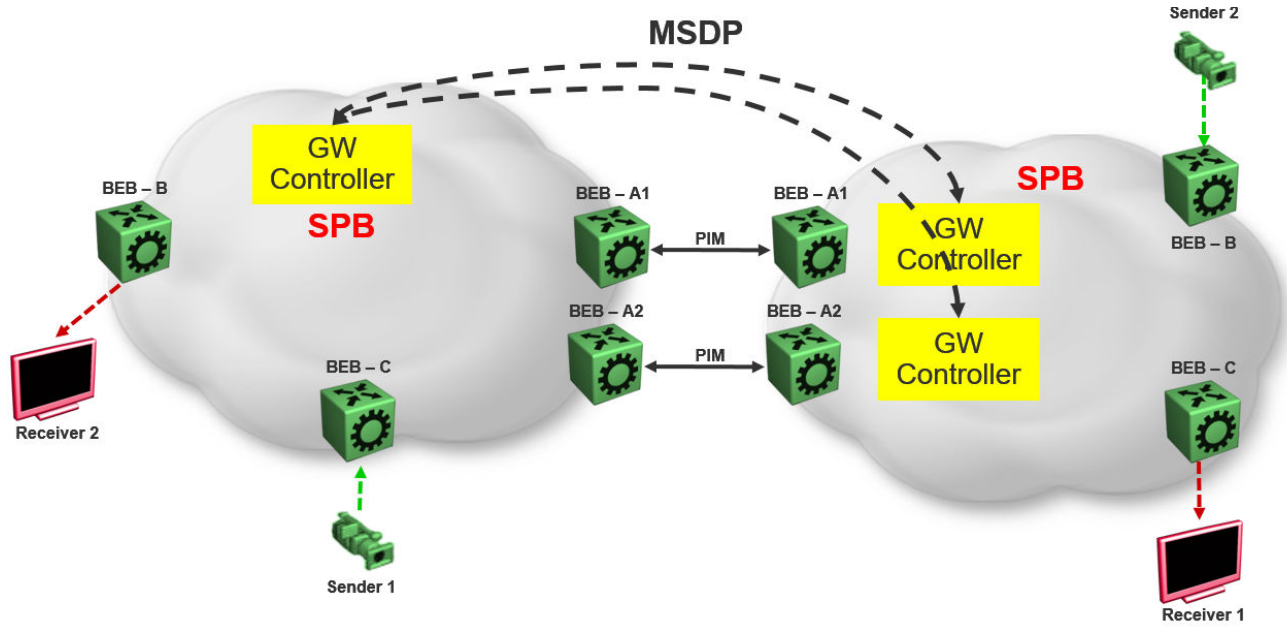 Sender 2
MSDP
GW
Controller
SPB
BEB – B
BEB – A1
PIM
BEB – A1
SPB
GW
Controller
BEB – B
BEB – A2
PIM
BEB – A2
GW
Controller
BEB – C
BEB – C
Receiver 2
Sender 1
Receiver 1